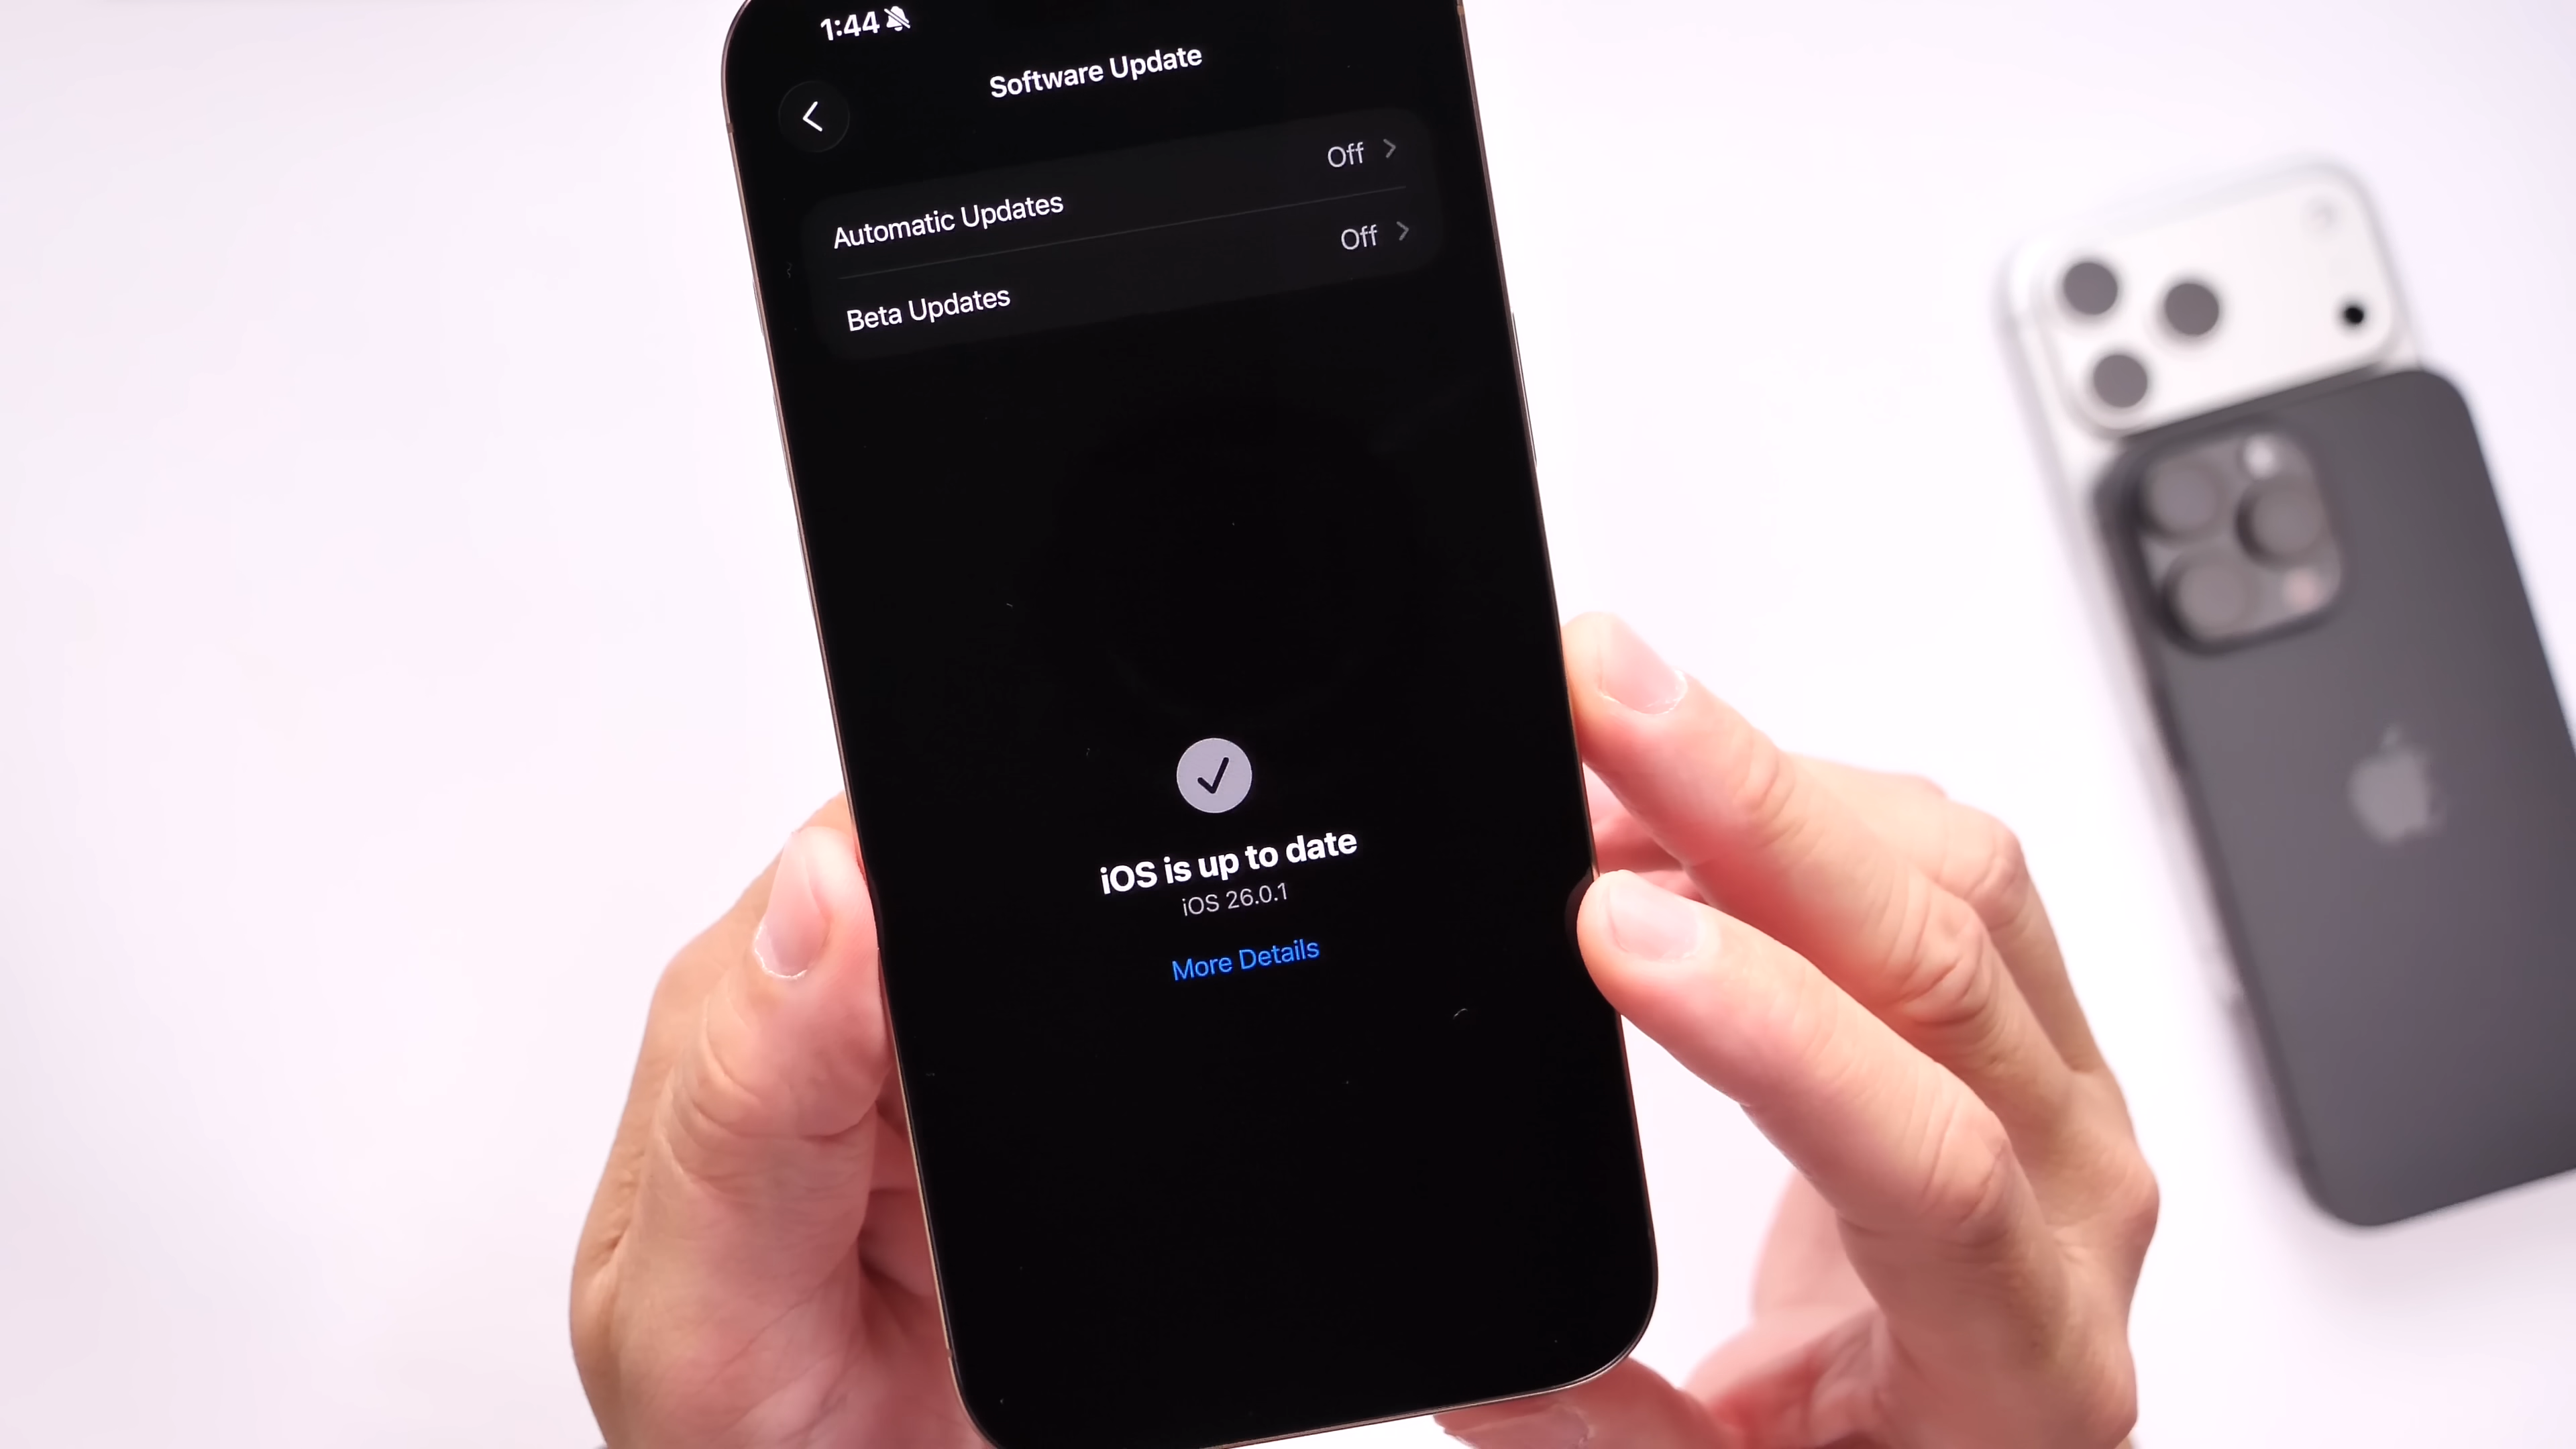 1:44
Software Update
Automatic Updates Off
Beta Updates Off
iOS is up to date
iOS 26.0.1
More Details